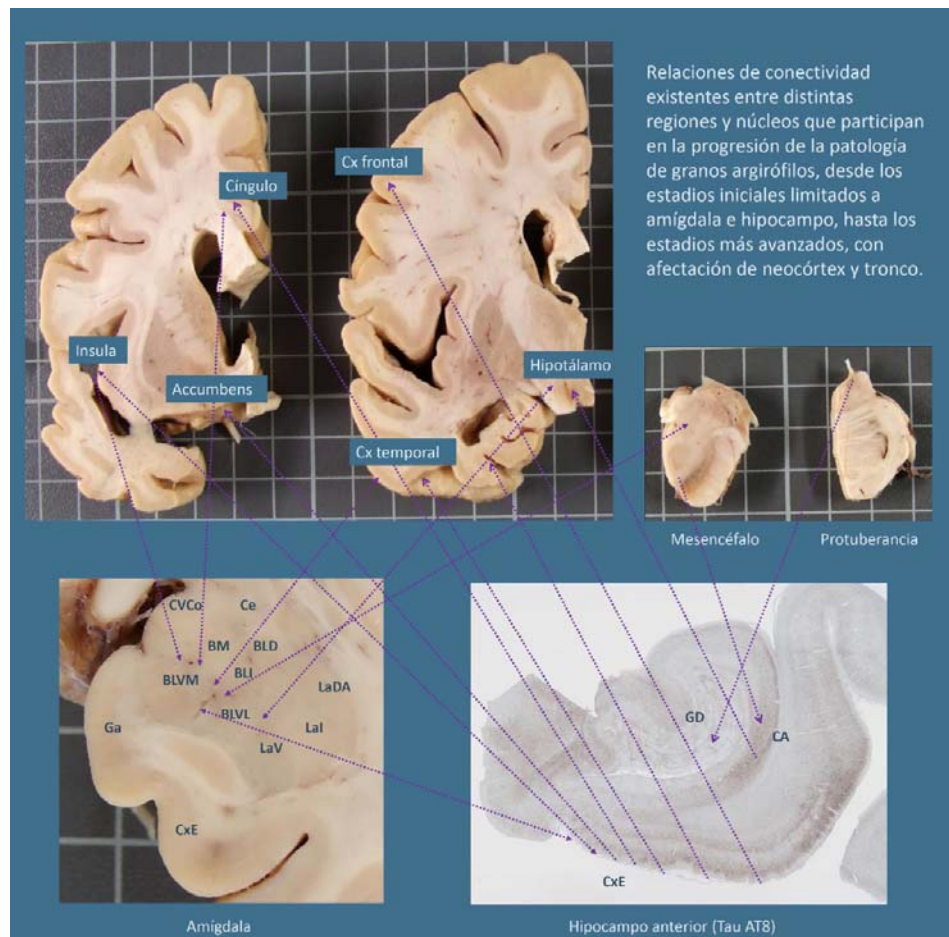 Relaciones de conectividad
existentes entre distintas
regiones y núcleos que participan
en la progresión de la patología
de granos argirófilos, desde los
estadios iniciales limitados a
amígdala e hipocampo, hasta los
estadios más avanzados, con
afectación de neocórtex y tronco.
Cx frontal
Cíngulo
Insula
Accumbens
Hipotálamo
Cx temporal
Mesencéfalo
Protuberancia
CVCo
Ce
BM
BLD
BLI
BLVM
LaDA
BLVL
Ga
LaI
LaV
CxE
GD
CA
CxE
Amígdala
Hipocampo anterior (Tau AT8)